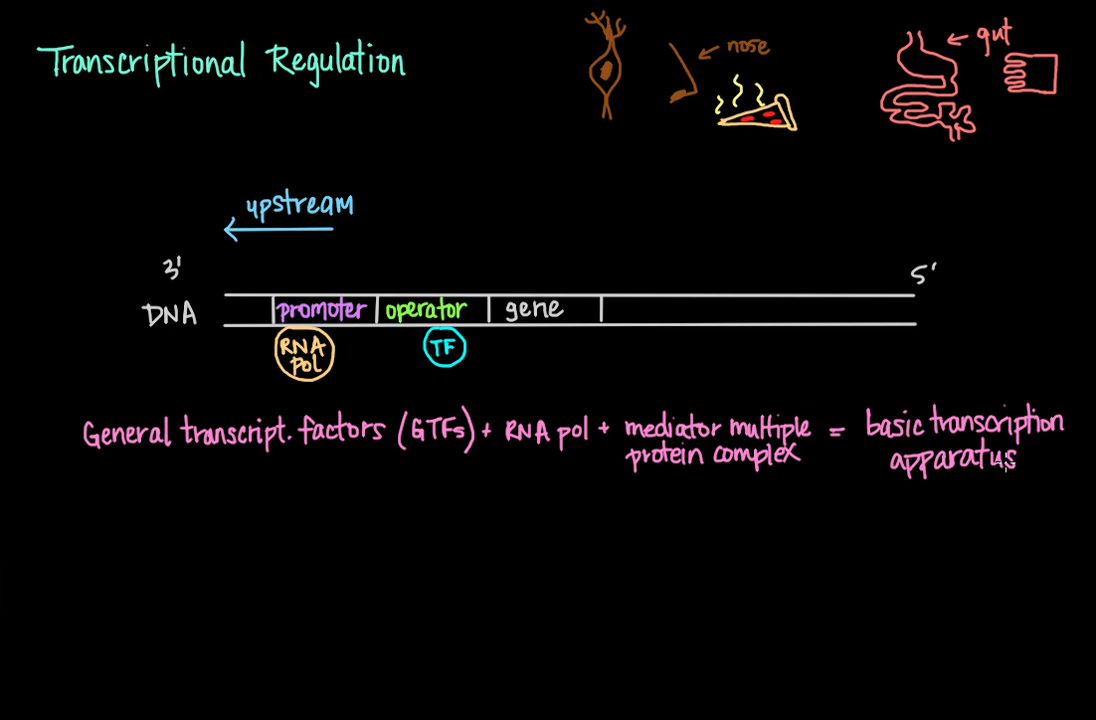 Transcriptional Regulation
← nose
← gut
upstream
3'
5'
DNA
promoter
operator
gene
RNA
pol
TF
General transcript. factors (GTFs) + RNA pol + mediator multiple = basic transcription
protein complex
apparatus